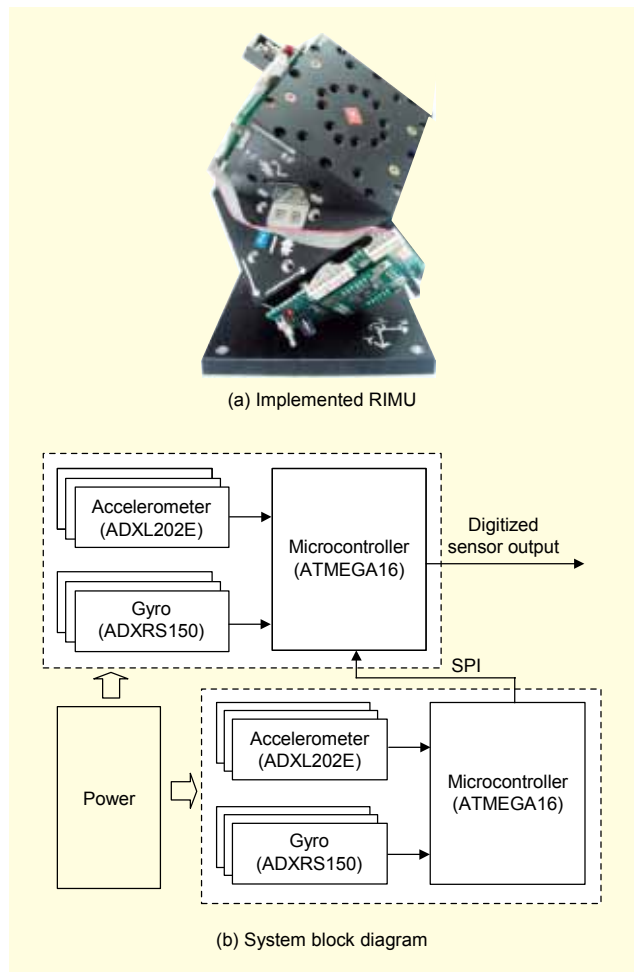 (a) Implemented RIMU
Accelerometer
(ADXL202E)
Gyro
(ADXRS150)
Microcontroller
(ATMEGA16)
Digitized
sensor output
SPI
Power
Accelerometer
(ADXL202E)
Gyro
(ADXRS150)
Microcontroller
(ATMEGA16)
(b) System block diagram